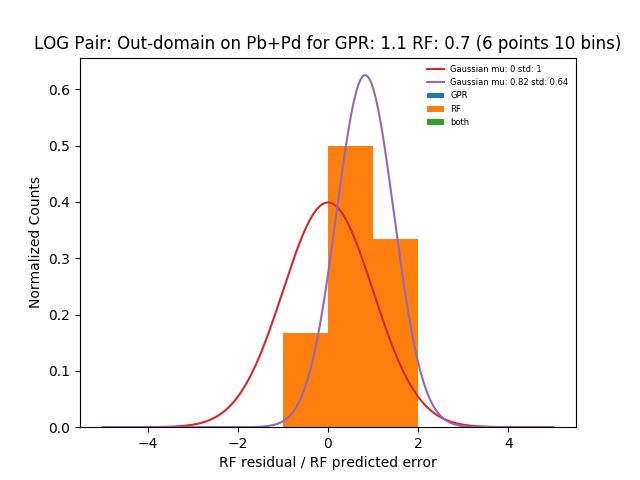 LOG Pair: Out-domain on Pb+Pd for GPR: 1.1 RF: 0.7 (6 points 10 bins)
Gaussian mu: 0 std: 1
Gaussian mu: 0.82 std: 0.64
GPR
RF
both
Normalized Counts
0.6
0.5
0.4
0.3
0.2
0.1
0.0
−4
−2
0
2
4
RF residual / RF predicted error